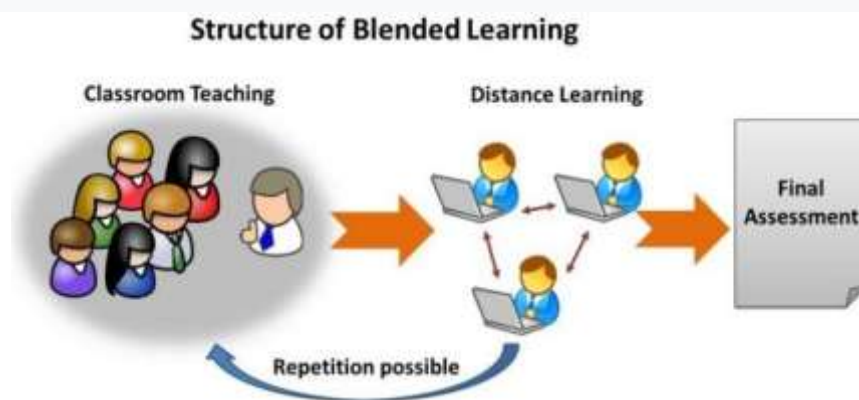 Structure of Blended Learning
Classroom Teaching
Distance Learning
Final
Assessment
Repetition possible